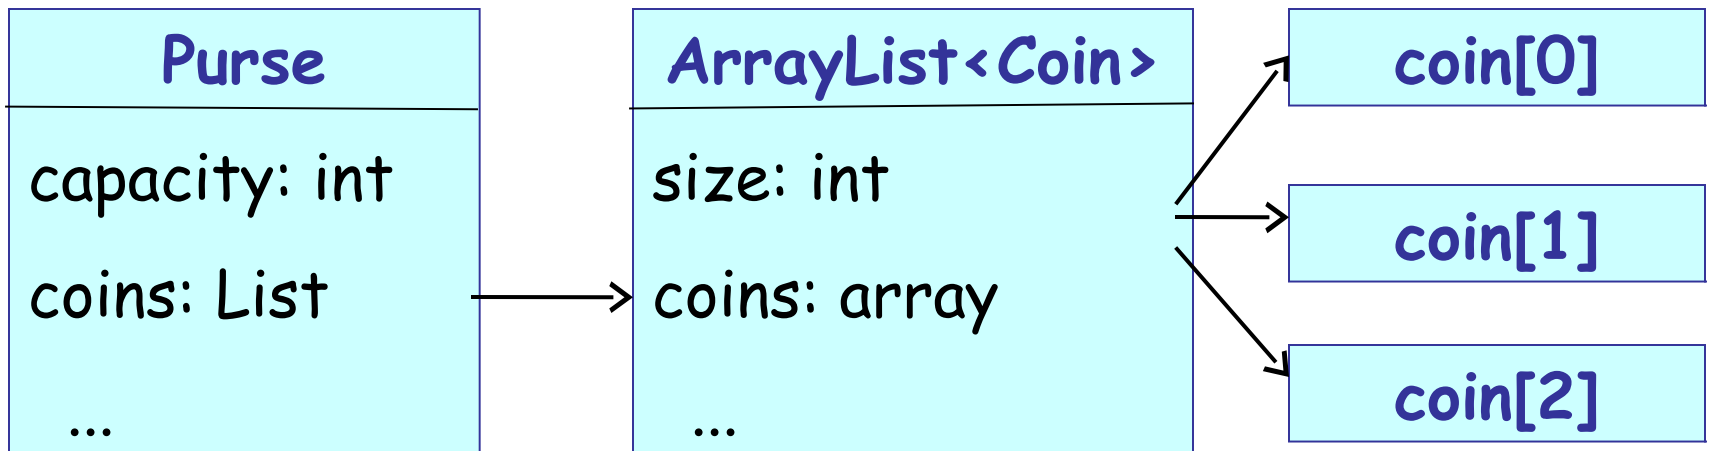 Purse
capacity: int
coins: List
...
ArrayList<Coin>
size: int
coins: array
...
coin[0]
coin[1]
coin[2]